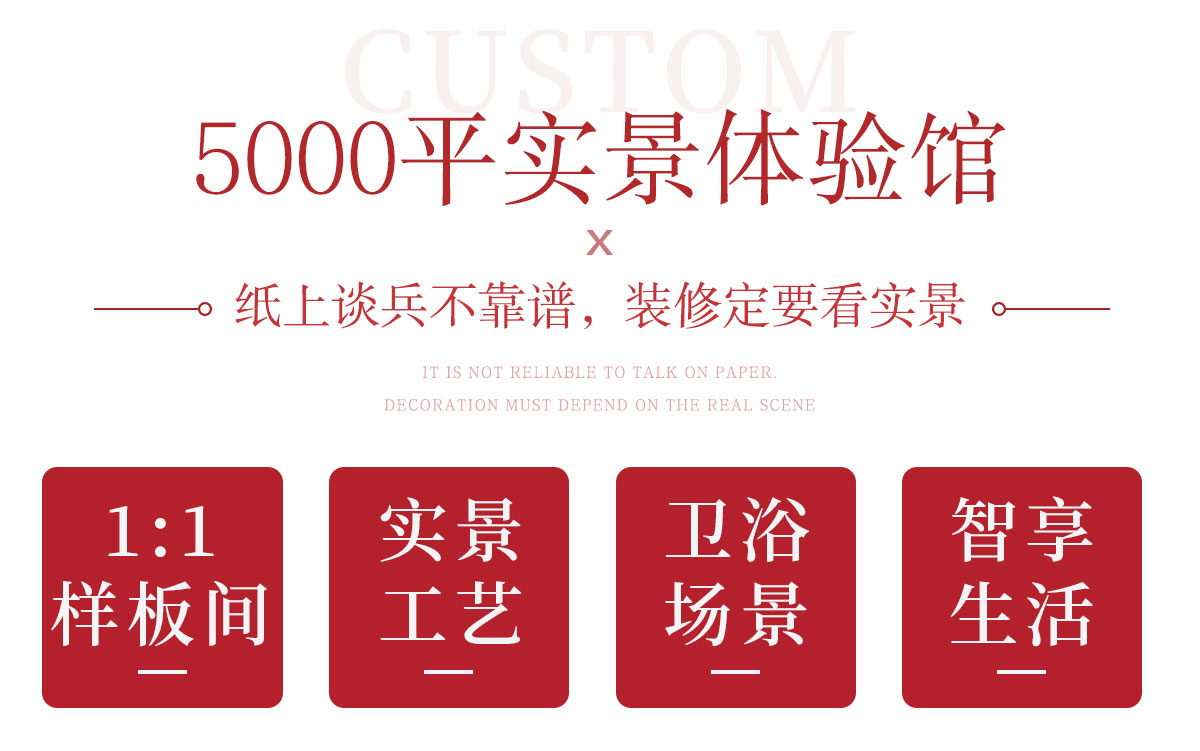 CUSTOM
5000平实景体验馆
X
纸上谈兵不靠谱，装修定要看实景
IT IS NOT RELIABLE TO TALK ON PAPER.
DECORATION MUST DEPEND ON THE REAL SCENE
1:1
样板间
实景
工艺
卫浴
场景
智享
生活